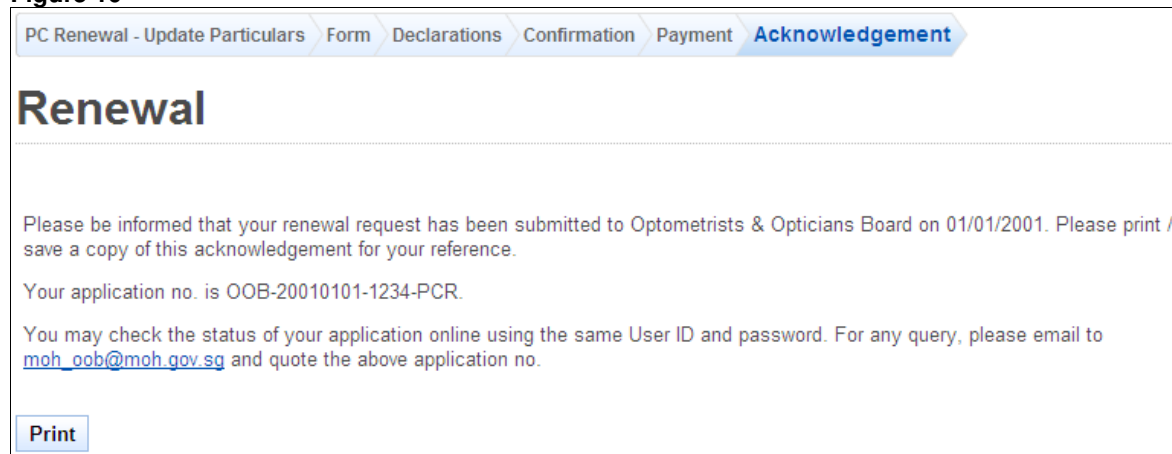 PC Renewal - Update Particulars Form Declarations Confirmation Payment Acknowledgement
Renewal
Please be informed that your renewal request has been submitted to Optometrists & Opticians Board on 01/01/2001. Please print /
save a copy of this acknowledgement for your reference.
Your application no. is OOB-20010101-1234-PCR.
You may check the status of your application online using the same User ID and password. For any query, please email to
moh_oob@moh.gov.sg and quote the above application no.
Print